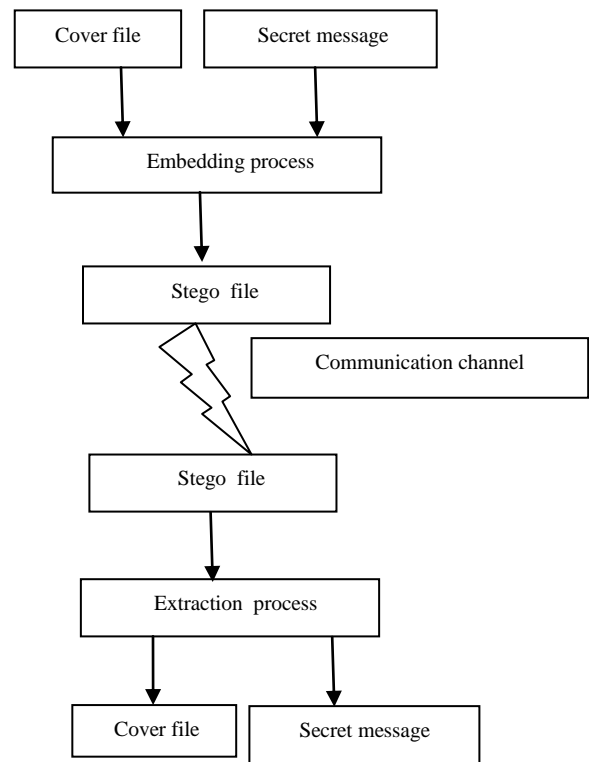 Cover file
Secret message
Embedding process
Stego file
Communication channel
Stego file
Extraction process
Cover file
Secret message